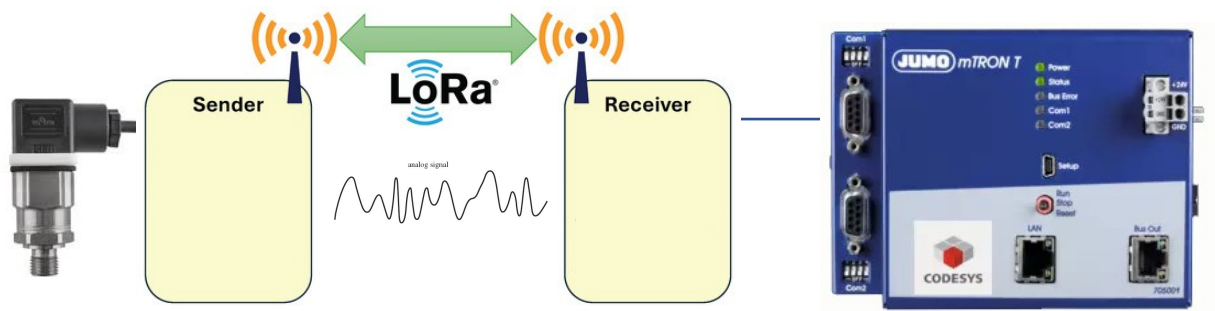 Sender
LoRa®
Receiver
analog signal
Com1
JUMO mTRON T
Power
Status
Bus Error
Com1
Com2
+24V
GND
Setup
Run
Stop
Reset
LAN
Bus Out
CODESYS
705001
Com2